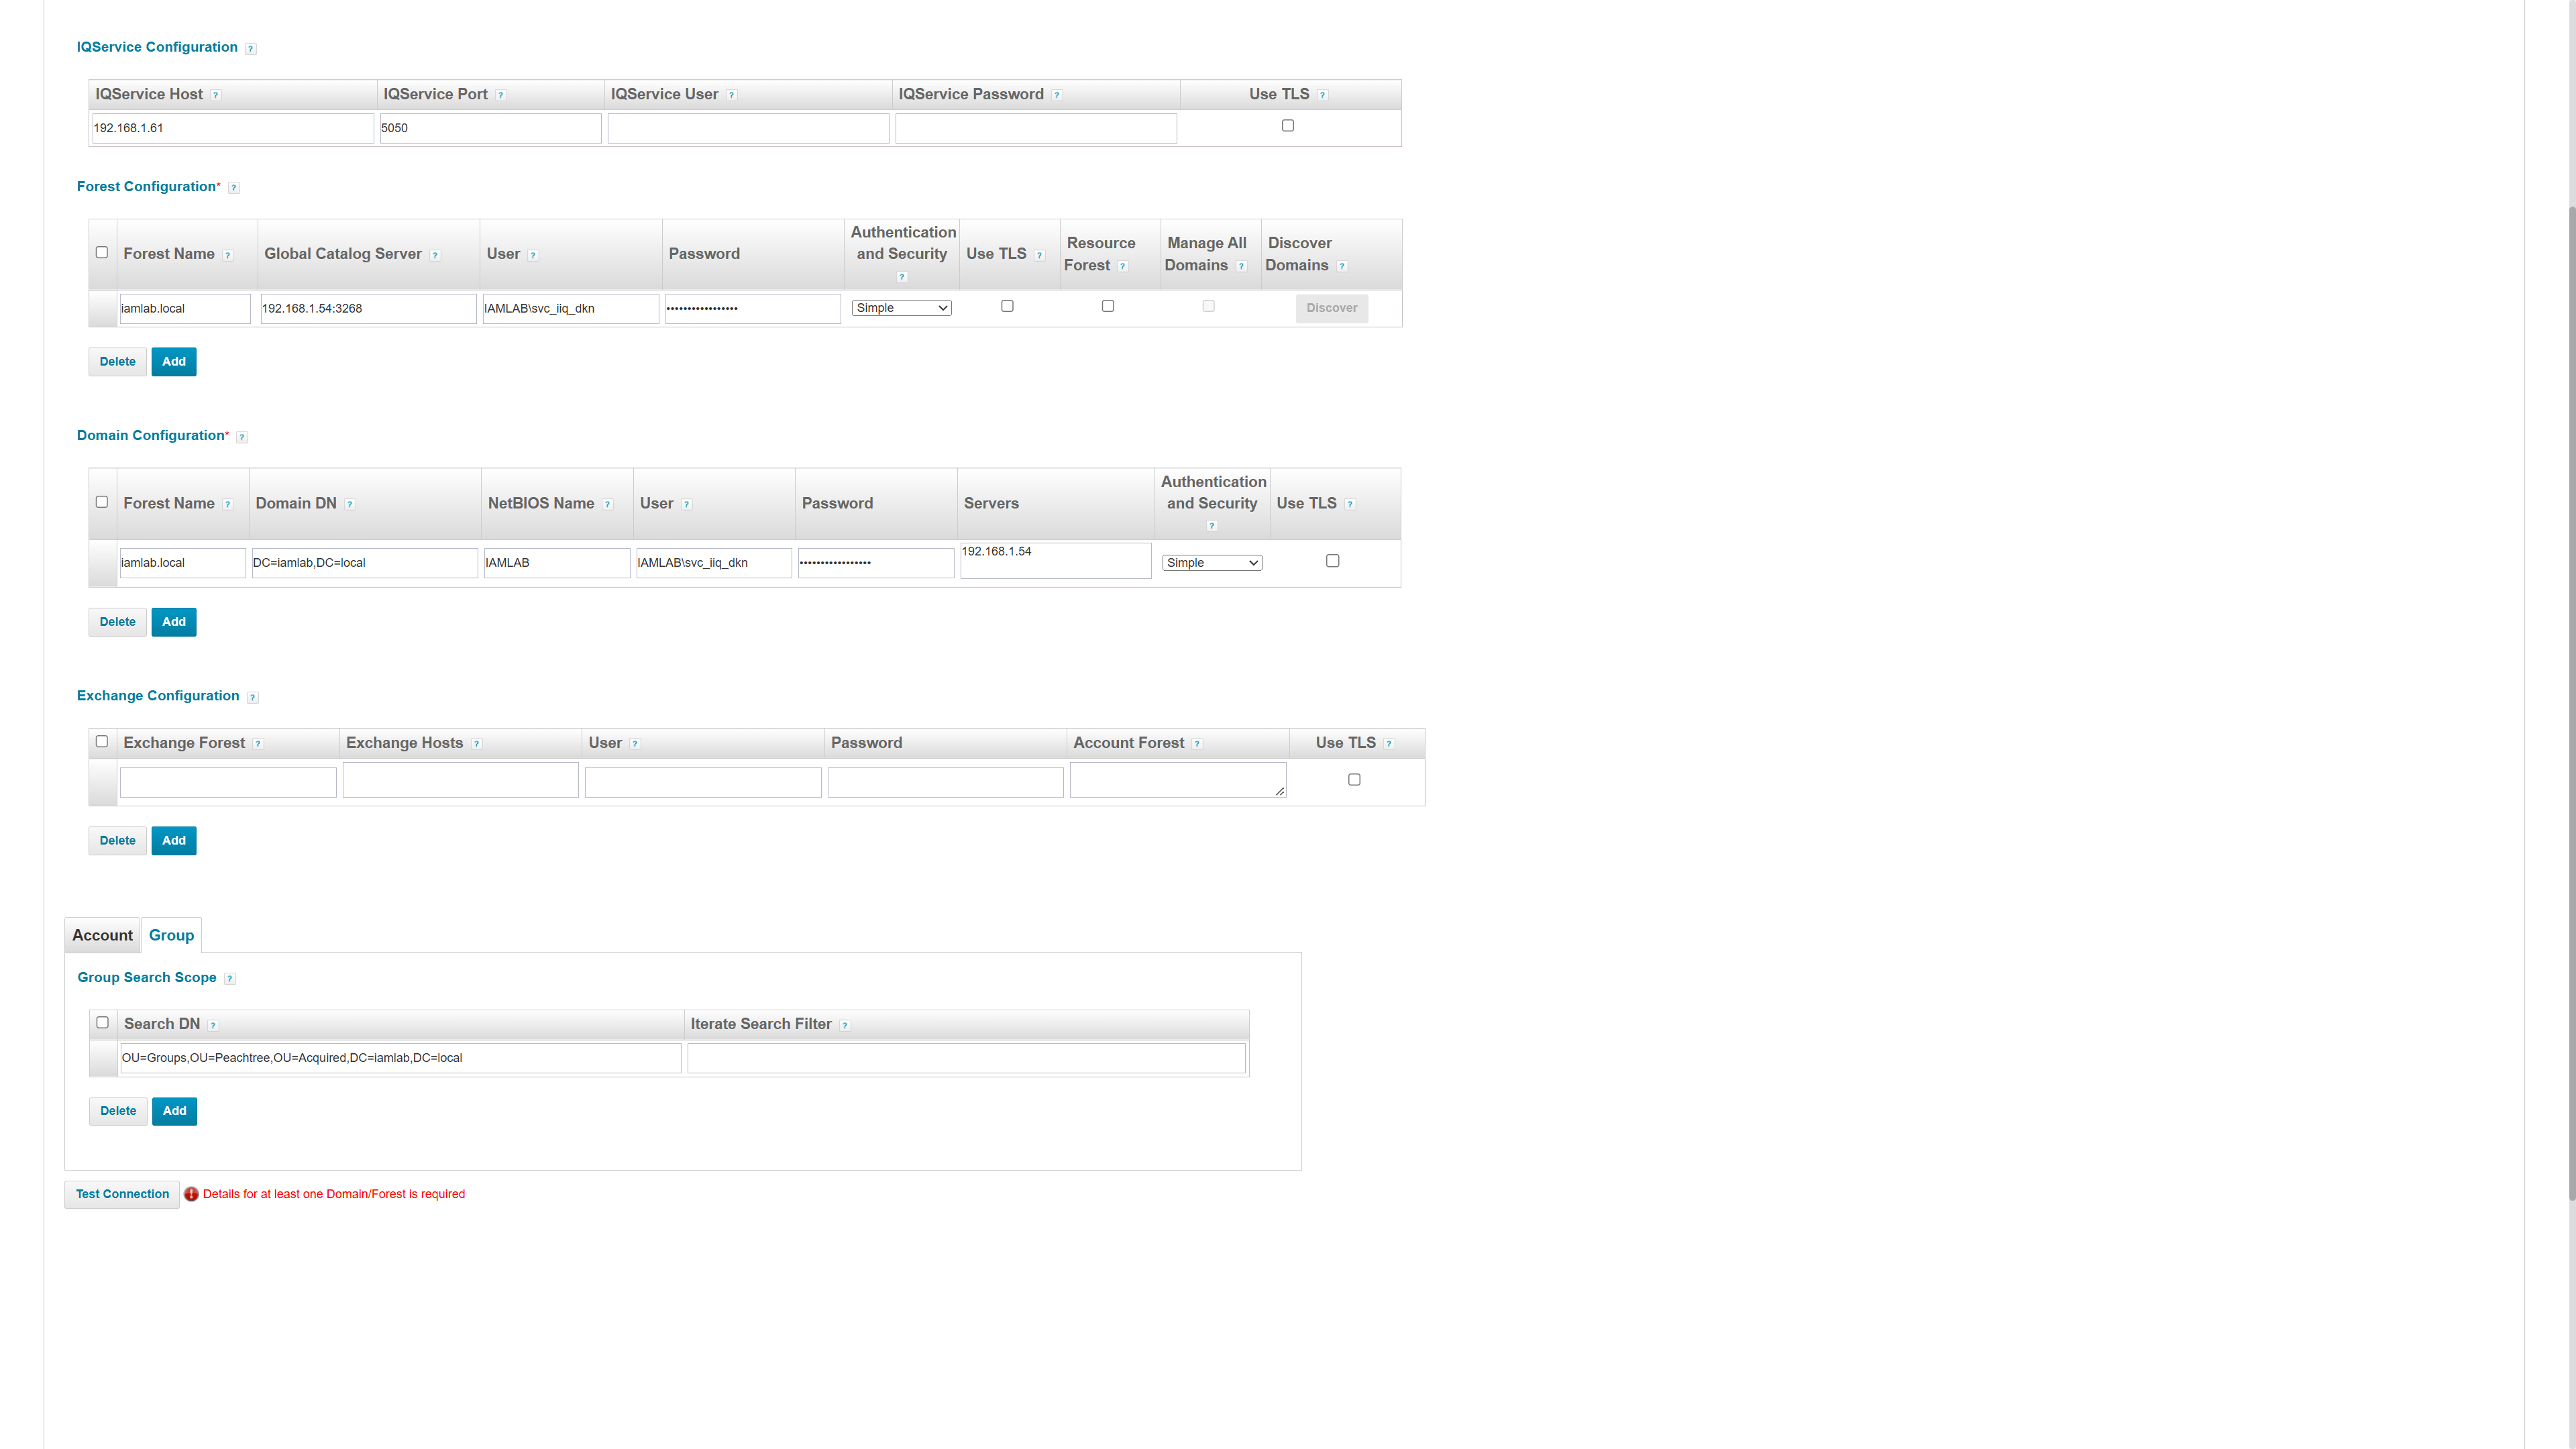 IQService Configuration ?
IQService Host ? IQService Port ? IQService User ? IQService Password ? Use TLS ?
192.168.1.61 5050
Forest Configuration* ?
Forest Name ? Global Catalog Server ? User ? Password Authentication and Security ? Use TLS ? Resource Forest ? Manage All Domains ? Discover Domains ?
iamlab.local 192.168.1.54:3268 IAMLAB\svc_iiq_dkn •••••••••••••••• Simple Discover
Delete Add
Domain Configuration* ?
Forest Name ? Domain DN ? NetBIOS Name ? User ? Password Servers Authentication and Security ? Use TLS ?
iamlab.local DC=iamlab,DC=local IAMLAB IAMLAB\svc_iiq_dkn •••••••••••••••• 192.168.1.54 Simple
Delete Add
Exchange Configuration ?
Exchange Forest ? Exchange Hosts ? User ? Password Account Forest ? Use TLS ?
Delete Add
Account Group
Group Search Scope ?
Search DN ? Iterate Search Filter ?
OU=Groups,OU=Peachtree,OU=Acquired,DC=iamlab,DC=local
Delete Add
Test Connection Details for at least one Domain/Forest is required